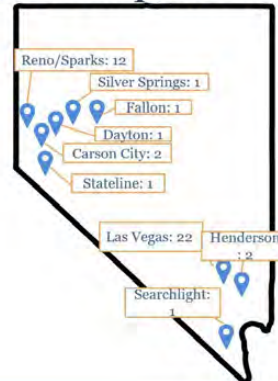 Reno/Sparks: 12
Silver Springs: 1
Fallon: 1
Dayton: 1
Carson City: 2
Stateline: 1
Las Vegas: 22
Henderson
: 2
Searchlight:
1